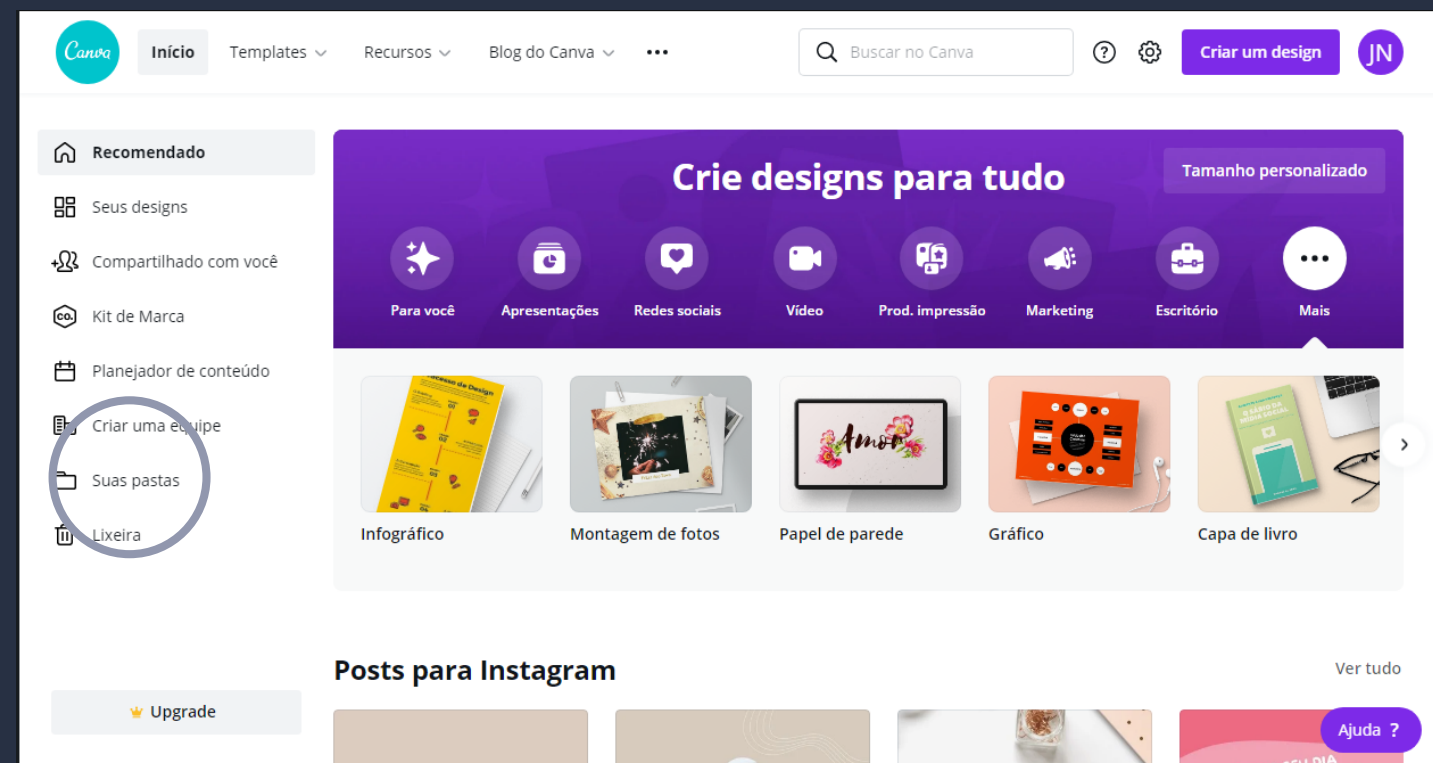 Canva
Início
Templates
Recursos
Blog do Canva
Buscar no Canva
?
Criar um design
JN
Recomendado
Seus designs
Compartilhado com você
CO.
Kit de Marca
Planejador de conteúdo
Criar uma equipe
Suas pastas
Lixeira
Upgrade
Crie designs para tudo
Tamanho personalizado
Para você
Apresentações
Redes sociais
Vídeo
Prod. impressão
Marketing
Escritório
Mais
Amor
Infográfico
Montagem de fotos
Papel de parede
Gráfico
Capa de livro
Posts para Instagram
Ver tudo
Ajuda ?